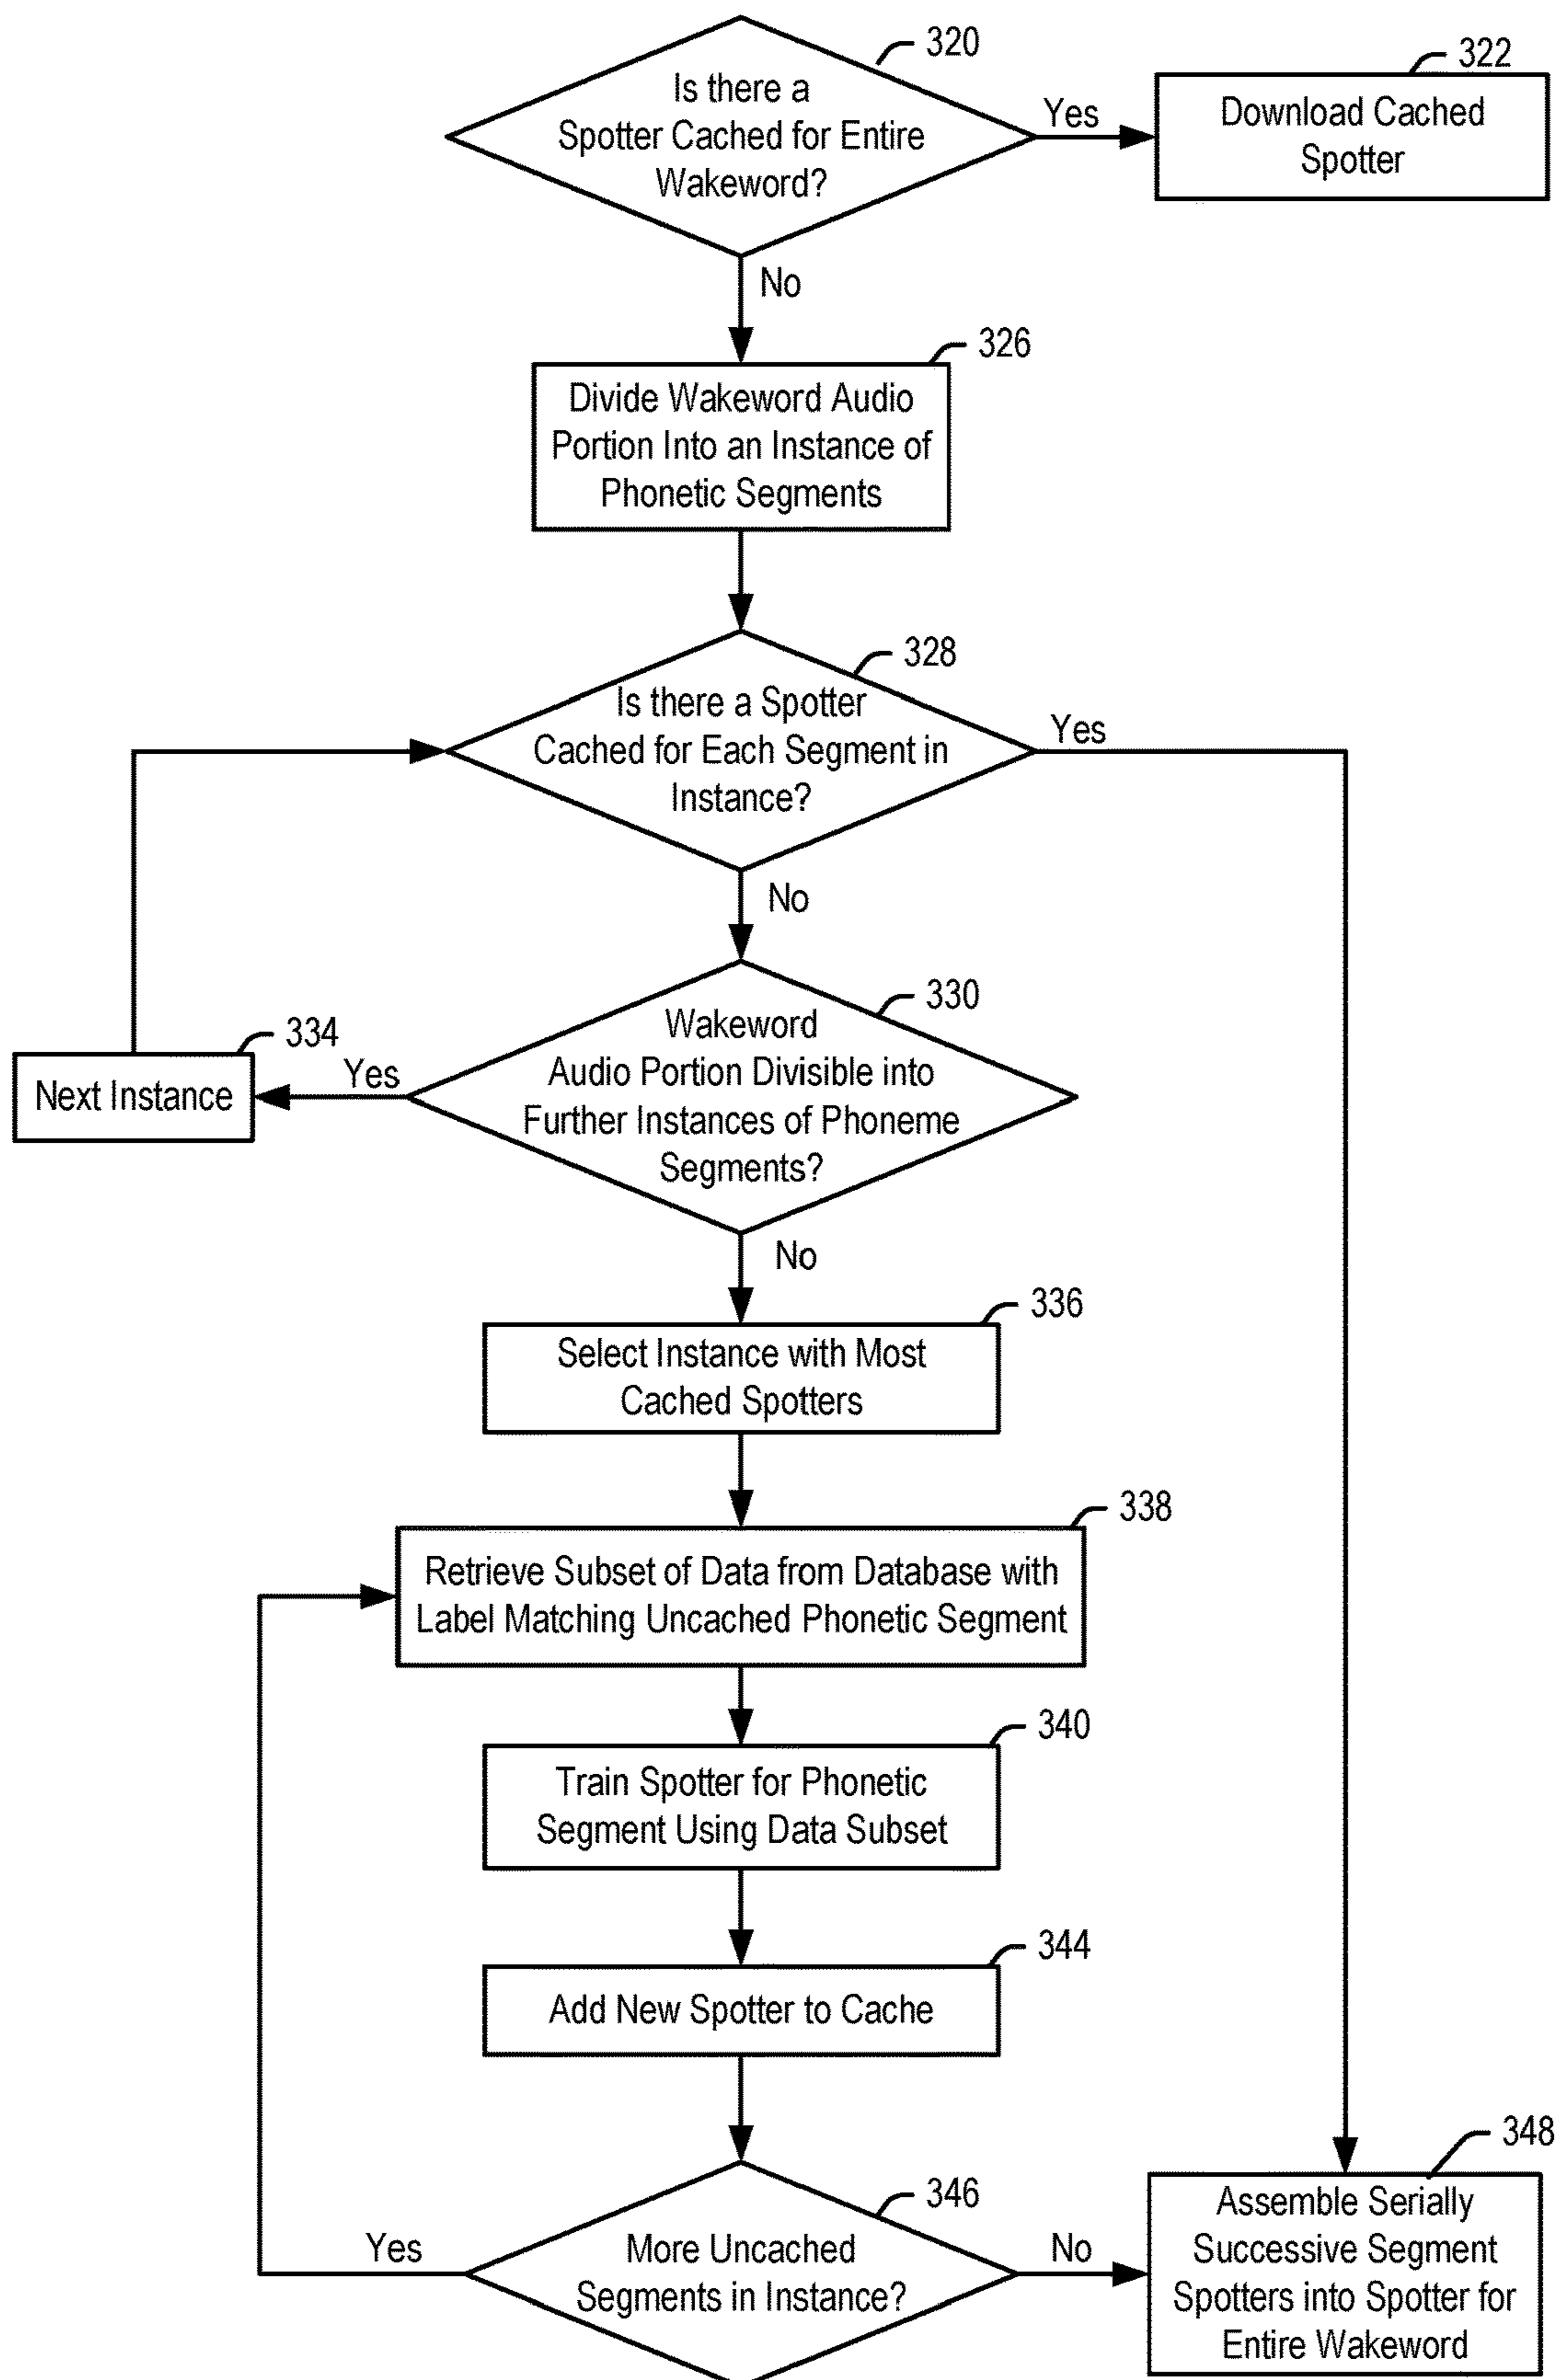 320
Is there a
Spotter Cached for Entire
Wakeword?
Yes
322
Download Cached
Spotter
No
326
Divide Wakeword Audio
Portion Into an Instance of
Phonetic Segments
328
Is there a Spotter
Cached for Each Segment in
Instance?
Yes
No
330
Wakeword
Audio Portion Divisible into
Further Instances of Phoneme
Segments?
Yes
334
Next Instance
No
336
Select Instance with Most
Cached Spotters
338
Retrieve Subset of Data from Database with
Label Matching Uncached Phonetic Segment
340
Train Spotter for Phonetic
Segment Using Data Subset
344
Add New Spotter to Cache
346
More Uncached
Segments in Instance?
Yes
No
348
Assemble Serially
Successive Segment
Spotters into Spotter for
Entire Wakeword